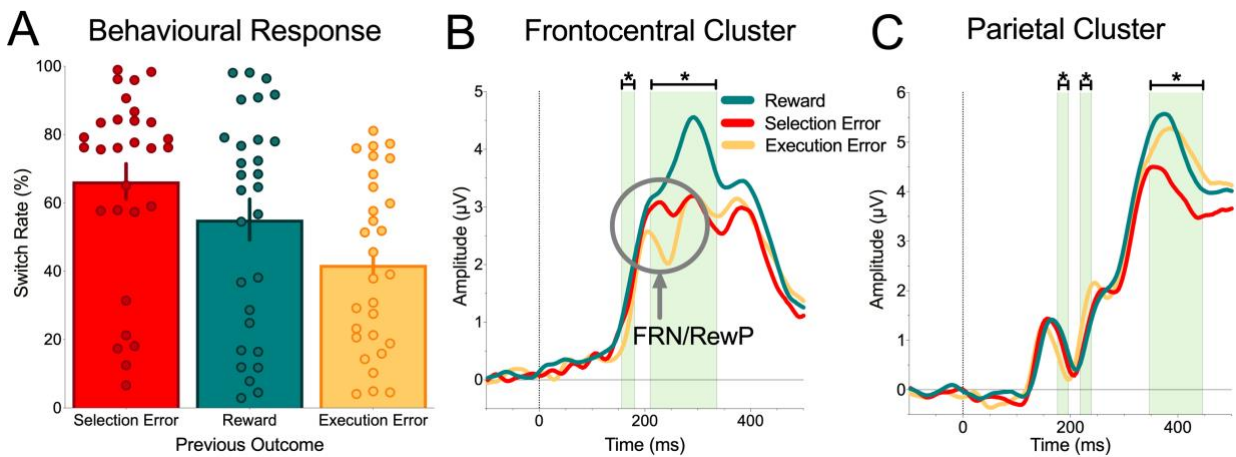 A
Behavioural Response
Switch Rate (%)
100
80
60
40
20
0
Selection Error
Reward
Execution Error
Previous Outcome
B
Frontocentral Cluster
*
*
Amplitude (µV)
5
4
3
2
1
0
Reward
Selection Error
Execution Error
FRN/RewP
0
200
400
Time (ms)
C
Parietal Cluster
*
*
*
Amplitude (µV)
6
5
4
3
2
1
0
0
200
400
Time (ms)